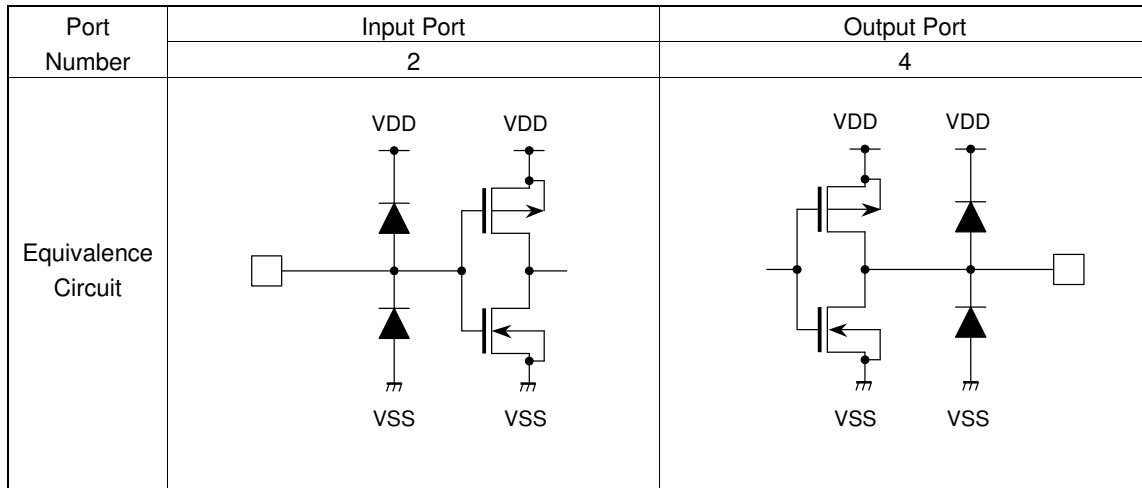 Port
Number
Input Port
Output Port
2
4
Equivalence
Circuit
VDD
VDD
VSS
VSS
VDD
VDD
VSS
VSS